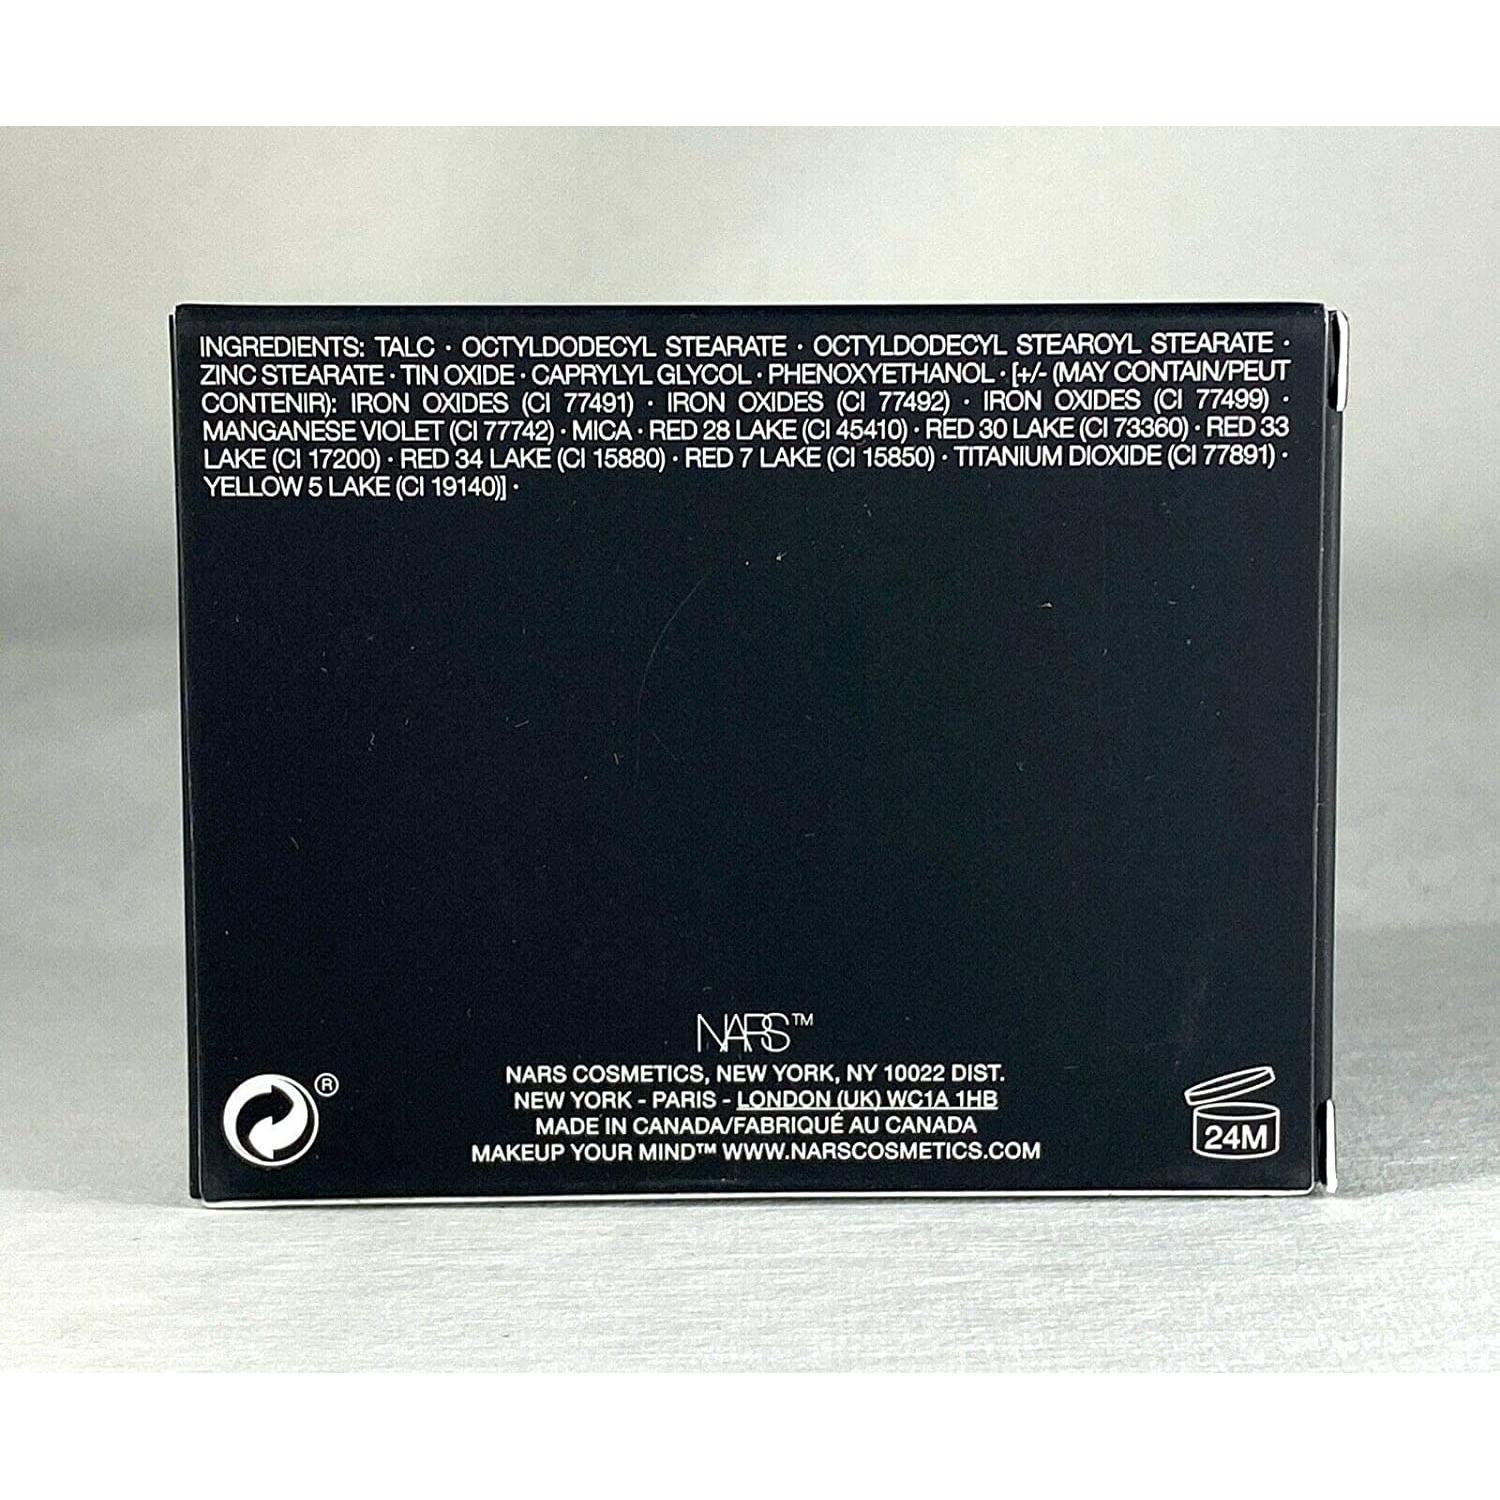 INGREDIENTS: TALC · OCTYLDODECYL STEARATE · OCTYLDODECYL STEAROYL STEARATE ·
ZINC STEARATE · TIN OXIDE · CAPRYLYL GLYCOL · PHENOXYETHANOL · [+/- (MAY CONTAIN/PEUT
CONTENIR): IRON OXIDES (CI 77491) · IRON OXIDES (CI 77492) · IRON OXIDES (CI 77499) ·
MANGANESE VIOLET (CI 77742) · MICA · RED 28 LAKE (CI 45410) · RED 30 LAKE (CI 73360) · RED 33
LAKE (CI 17200) · RED 34 LAKE (CI 15880) · RED 7 LAKE (CI 15850) · TITANIUM DIOXIDE (CI 77891) ·
YELLOW 5 LAKE (CI 19140)] ·
NARS™
NARS COSMETICS, NEW YORK, NY 10022 DIST.
NEW YORK - PARIS - LONDON (UK) WC1A 1HB
MADE IN CANADA/FABRIQUÉ AU CANADA
MAKEUP YOUR MIND™ WWW.NARSCOSMETICS.COM
®
24M